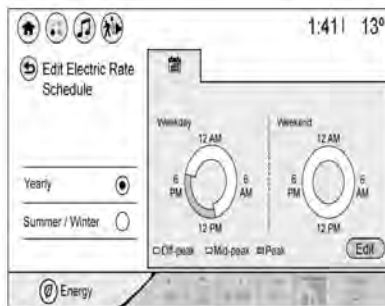 1:41 13°
Edit Electric Rate
Schedule
Weekday
Weekend
12 AM
12 AM
6
PM
6
AM
6
PM
6
AM
12 PM
12 PM
Yearly
Summer / Winter
Off-peak Mid-peak Peak
Edit
Energy